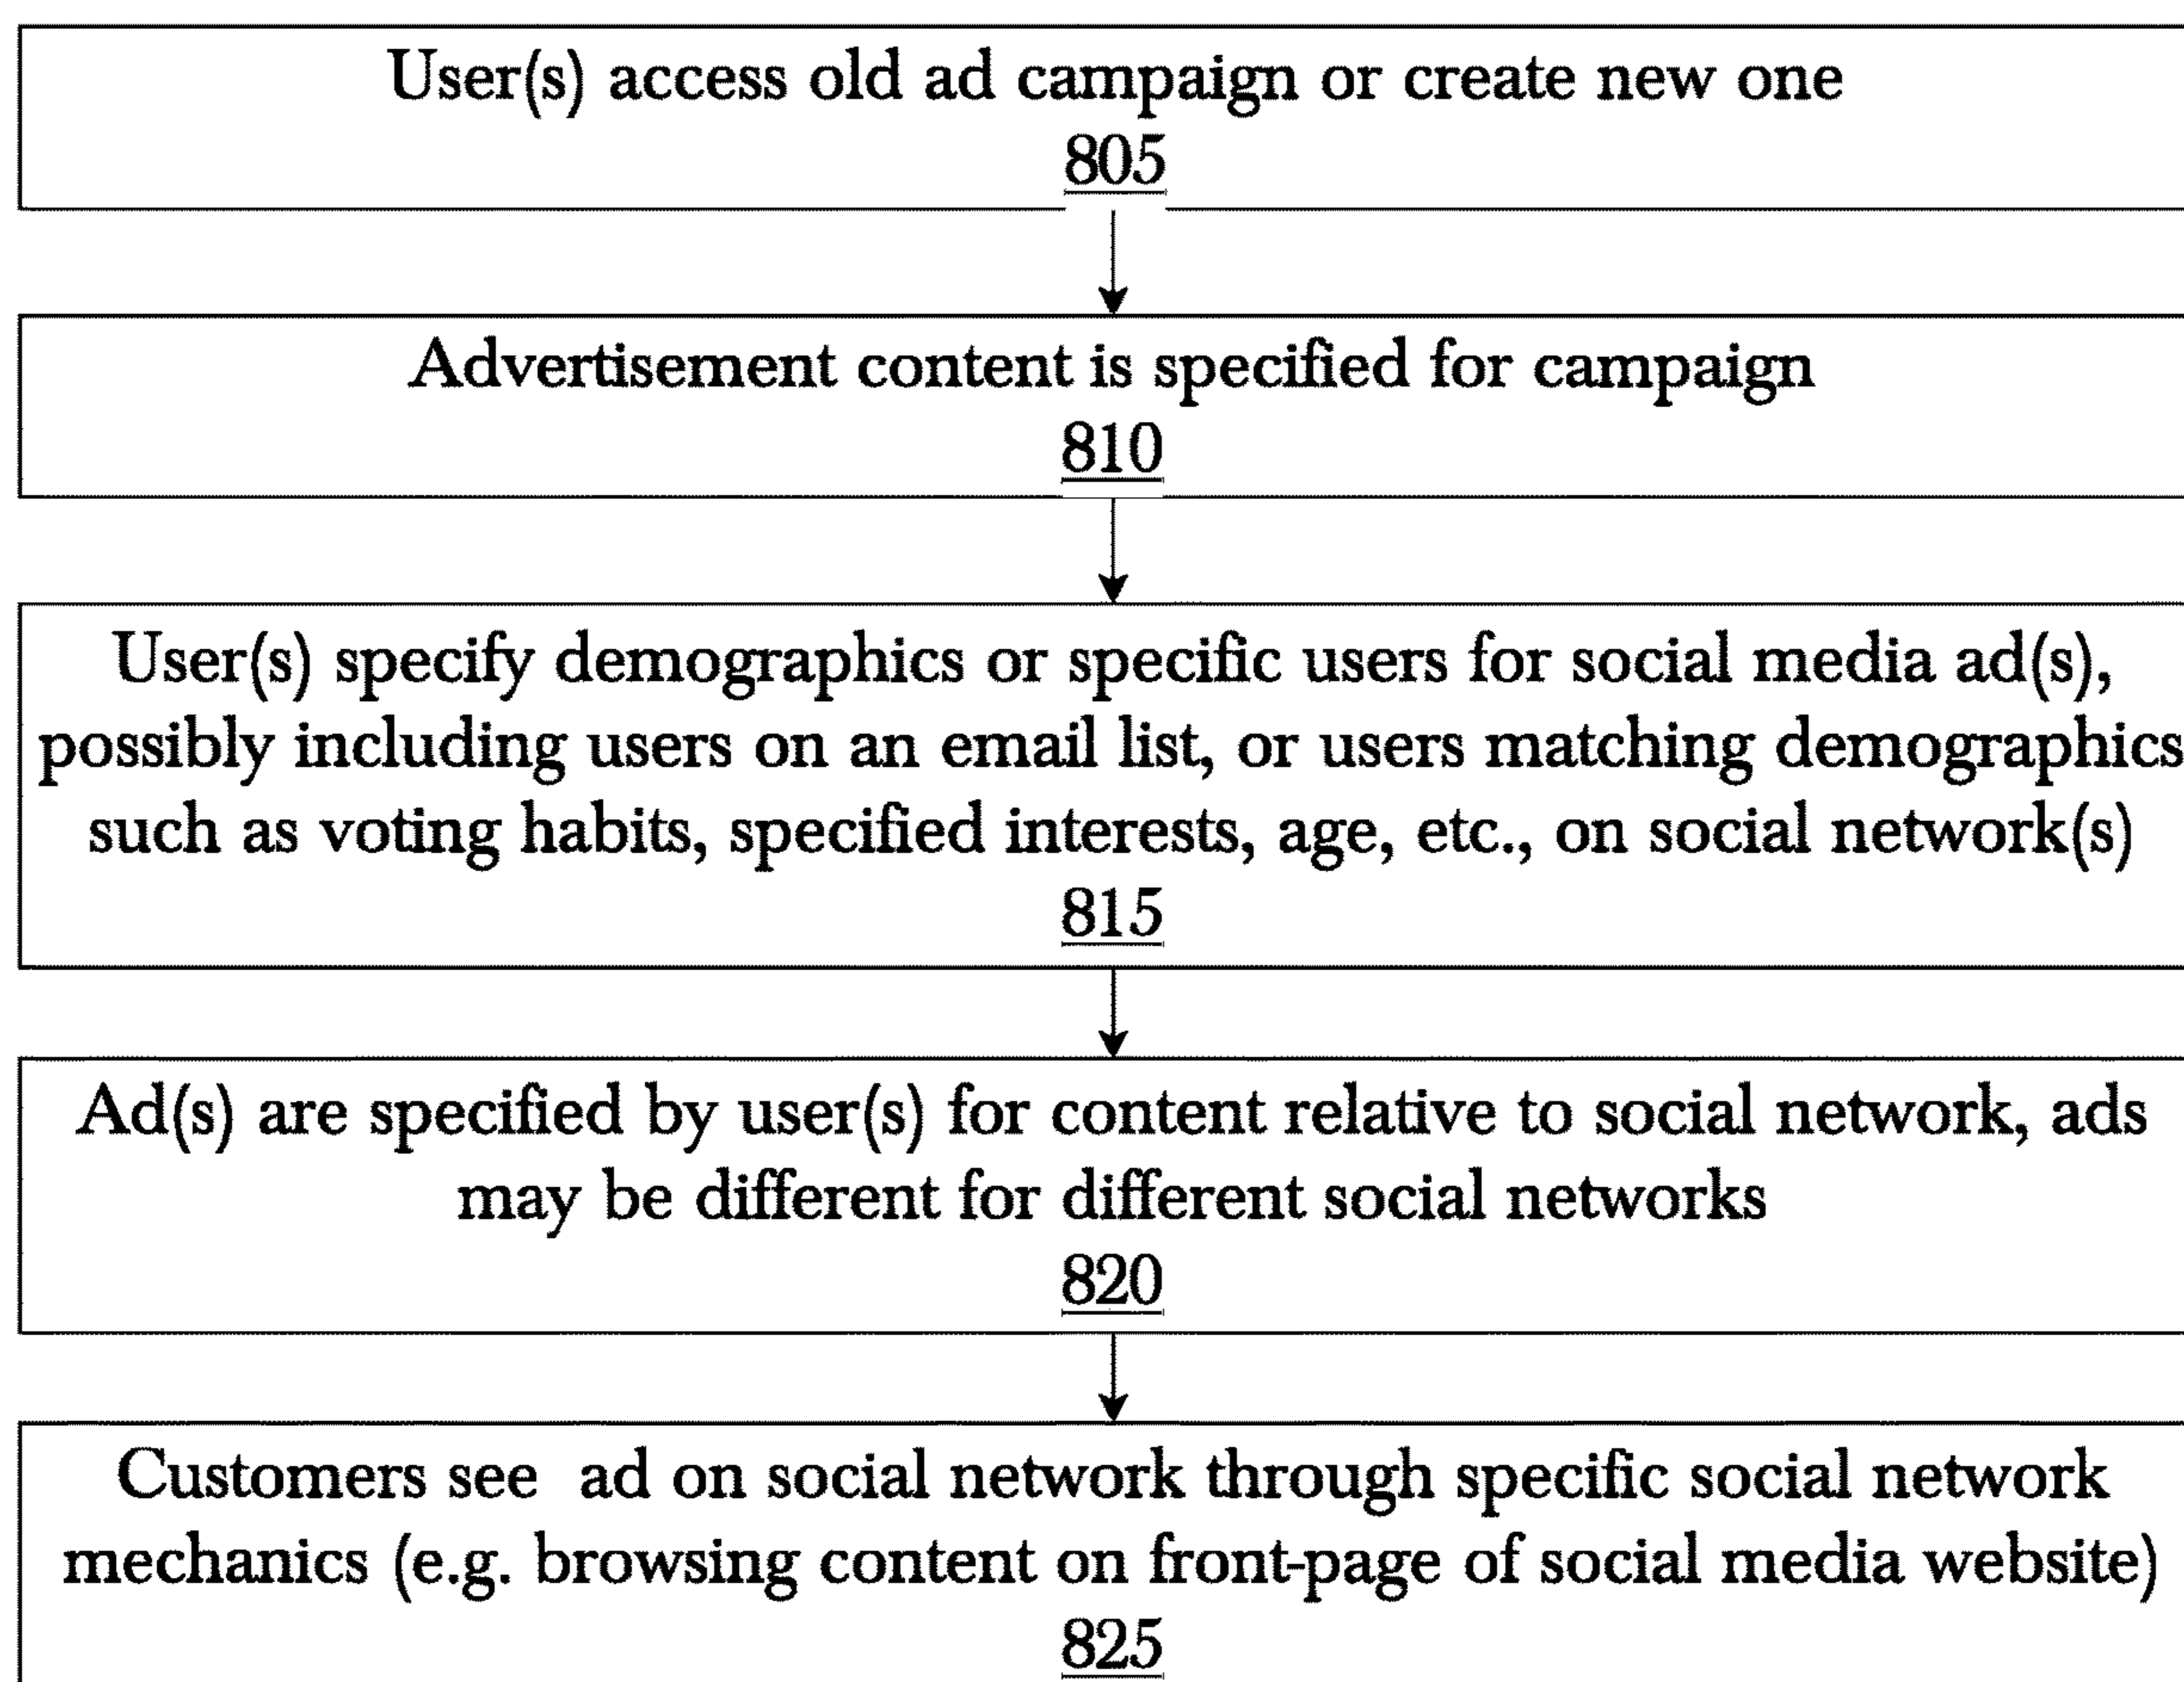 User(s) access old ad campaign or create new one
805
Advertisement content is specified for campaign
810
User(s) specify demographics or specific users for social media ad(s),
possibly including users on an email list, or users matching demographics
such as voting habits, specified interests, age, etc., on social network(s)
815
Ad(s) are specified by user(s) for content relative to social network, ads
may be different for different social networks
820
Customers see  ad on social network through specific social network
mechanics (e.g. browsing content on front-page of social media website)
825